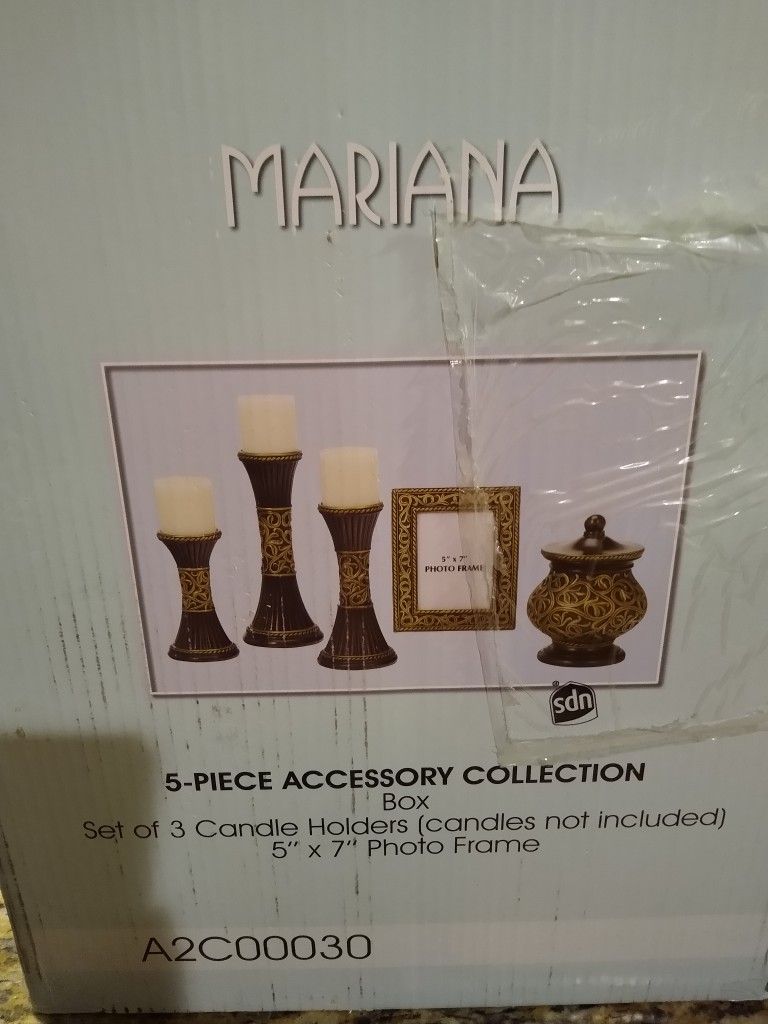 MARIANA
5" x 7"
PHOTO FRAME
sdn
5-PIECE ACCESSORY COLLECTION
Box
Set of 3 Candle Holders (candles not included)
5" x 7" Photo Frame
A2C00030